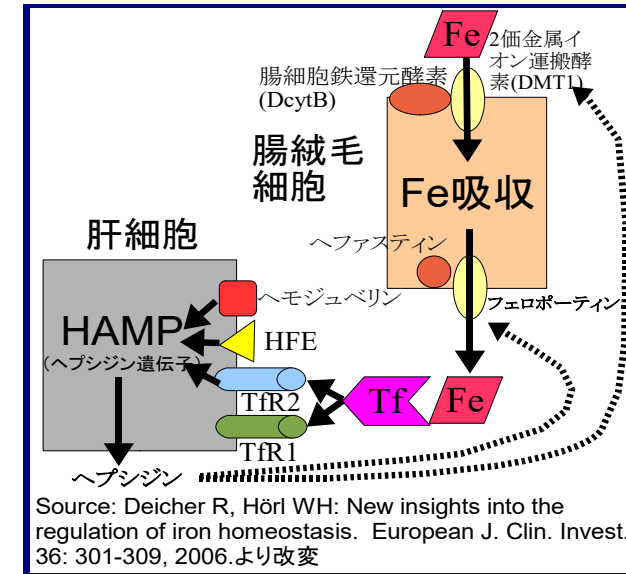 Fe
2価金属イ
オン運搬酵
素(DMT1)
腸細胞鉄還元酵素
(DcytB)
腸絨毛
細胞
Fe吸収
肝細胞
ヘファスティン
フェロポーティン
ヘモジュベリン
HAMP
(ヘプシジン遺伝子)
HFE
TfR2
Tf
Fe
TfR1
ヘプシジン
Source: Deicher R, Hörl WH: New insights into the
regulation of iron homeostasis. European J. Clin. Invest.
36: 301-309, 2006.より改変